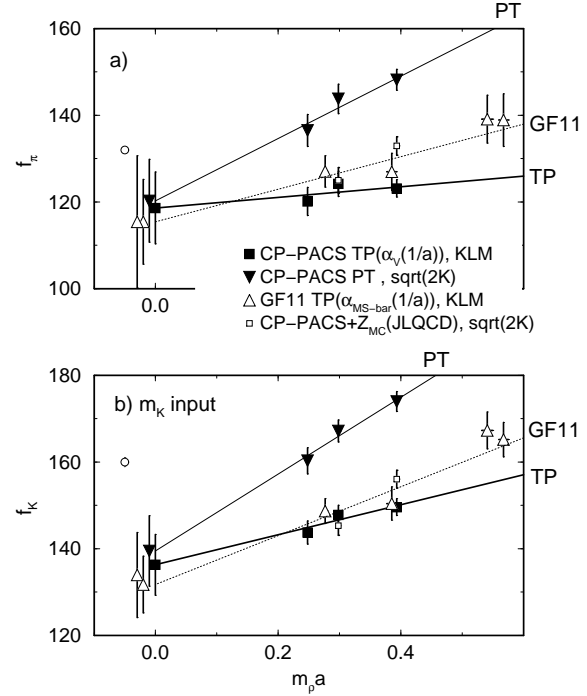 PT
160
a)
140
GF11
f_π
TP
120
CP−PACS TP(α_V(1/a)), KLM
CP−PACS PT , sqrt(2K)
GF11 TP(α_MS−bar(1/a)), KLM
CP−PACS+Z_MC(JLQCD), sqrt(2K)
100
0.0
PT
180
b) m_K input
GF11
160
TP
f_K
140
120
0.0 0.2 0.4
m_ρa